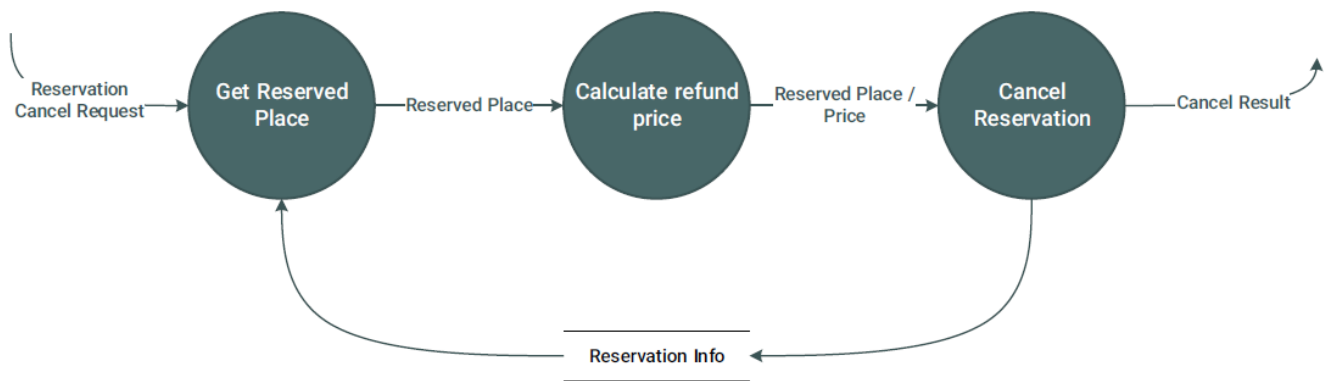 Reservation
Cancel Request
Get Reserved
Place
Reserved Place
Calculate refund
price
Reserved Place /
Price
Cancel
Reservation
Cancel Result
Reservation Info